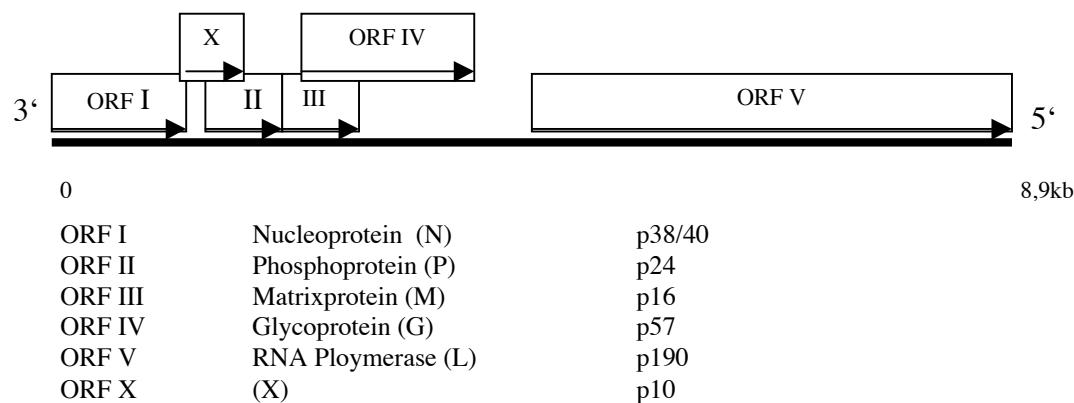 X ORF IV
ORF I II III ORF V
3‘ 5‘
0 8,9kb
ORF I Nucleoprotein (N) p38/40
ORF II Phosphoprotein (P) p24
ORF III Matrixprotein (M) p16
ORF IV Glycoprotein (G) p57
ORF V RNA Ploymerase (L) p190
ORF X (X) p10